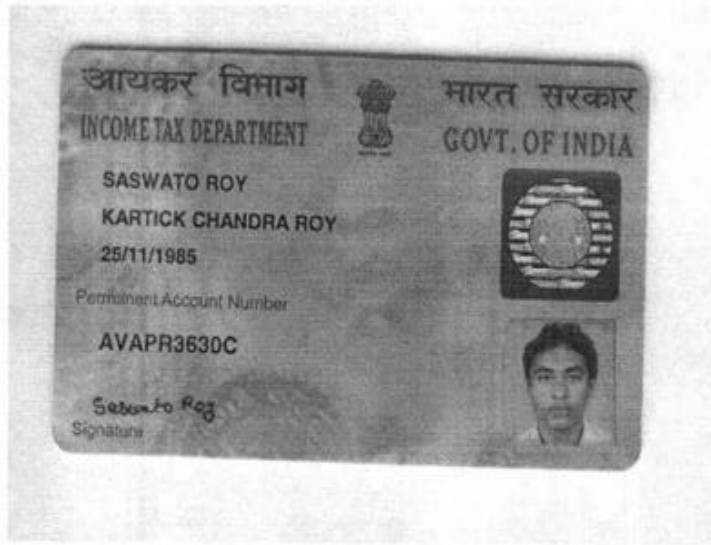 आयकर विभाग
INCOME TAX DEPARTMENT
भारत सरकार
GOVT. OF INDIA
SASWATO ROY
KARTICK CHANDRA ROY
25/11/1985
Permanent Account Number
AVAPR3630C
Saswato Roy
Signature